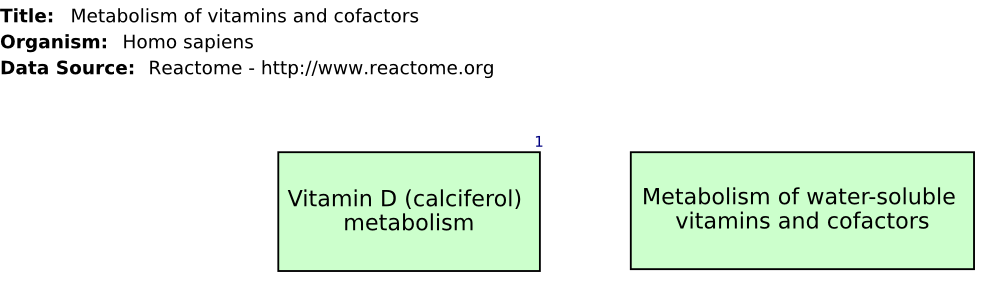 Title: Metabolism of vitamins and cofactors
Organism: Homo sapiens
Data Source: Reactome - http://www.reactome.org
1
Vitamin D (calciferol)
metabolism
Metabolism of water-soluble
vitamins and cofactors